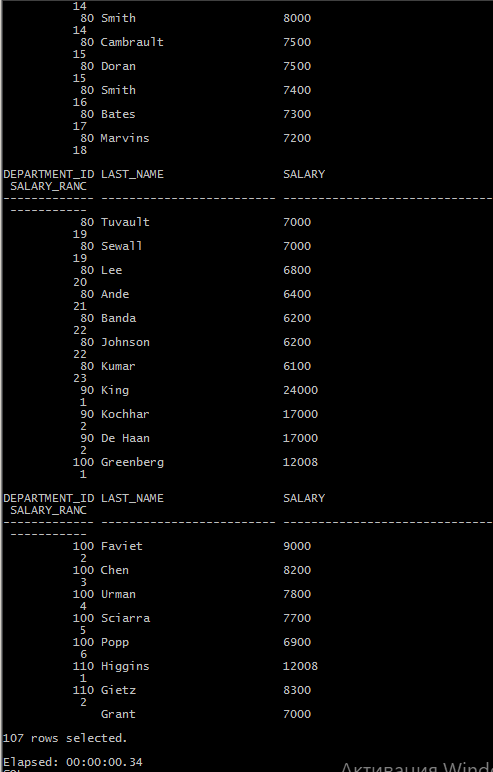 14
80 Smith 8000
14
80 Cambrault 7500
15
80 Doran 7500
15
80 Smith 7400
16
80 Bates 7300
17
80 Marvins 7200
18
DEPARTMENT_ID LAST_NAME SALARY
SALARY_RANC
------------- ------------------------- ------------------------------
-----------
80 Tuvault 7000
19
80 Sewall 7000
19
80 Lee 6800
20
80 Ande 6400
21
80 Banda 6200
22
80 Johnson 6200
22
80 Kumar 6100
23
90 King 24000
1
90 Kochhar 17000
2
90 De Haan 17000
2
100 Greenberg 12008
1
DEPARTMENT_ID LAST_NAME SALARY
SALARY_RANC
------------- ------------------------- ------------------------------
-----------
100 Faviet 9000
2
100 Chen 8200
3
100 Urman 7800
4
100 Sciarra 7700
5
100 Popp 6900
6
110 Higgins 12008
1
110 Gietz 8300
2
Grant 7000
107 rows selected.
Elapsed: 00:00:00.34
Активация Wind